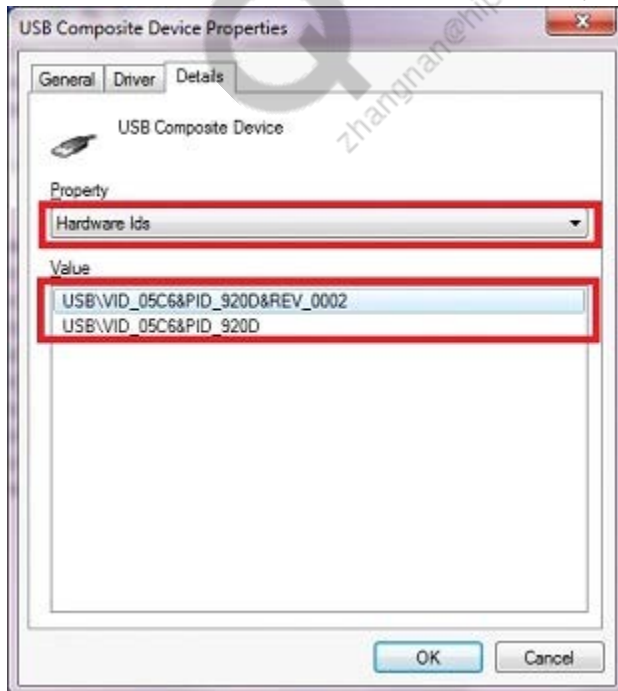 USB Composite Device Properties
General Driver Details
USB Composite Device
Property
Hardware Ids
Value
USB\VID_05C6&PID_920D&REV_0002
USB\VID_05C6&PID_920D
OK Cancel